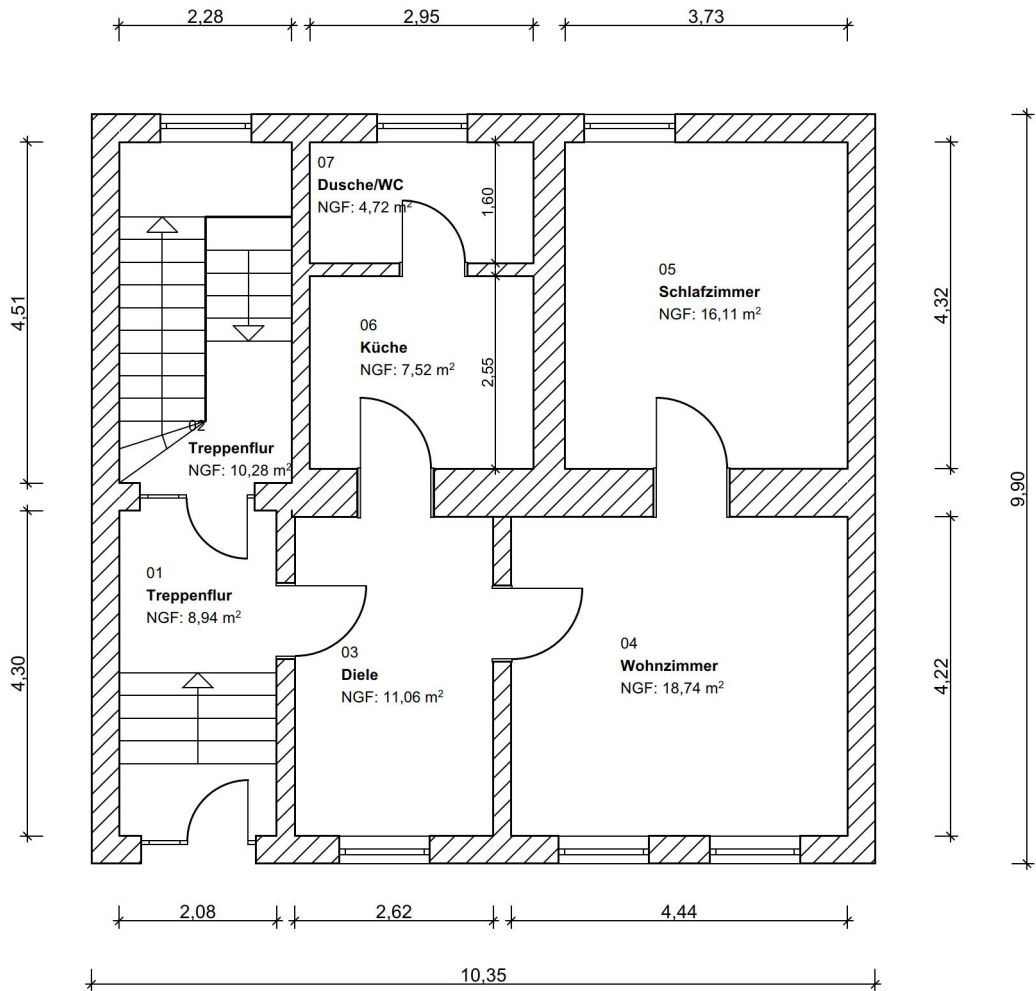 2,28
2,95
3,73
07
Dusche/WC
NGF: 4,72 m²
1,60
4,51
05
Schlafzimmer
NGF: 16,11 m²
4,32
06
Küche
NGF: 7,52 m²
2,55
02
Treppenflur
NGF: 10,28 m²
9,90
01
Treppenflur
NGF: 8,94 m²
4,30
03
Diele
NGF: 11,06 m²
04
Wohnzimmer
NGF: 18,74 m²
4,22
2,08
2,62
4,44
10,35